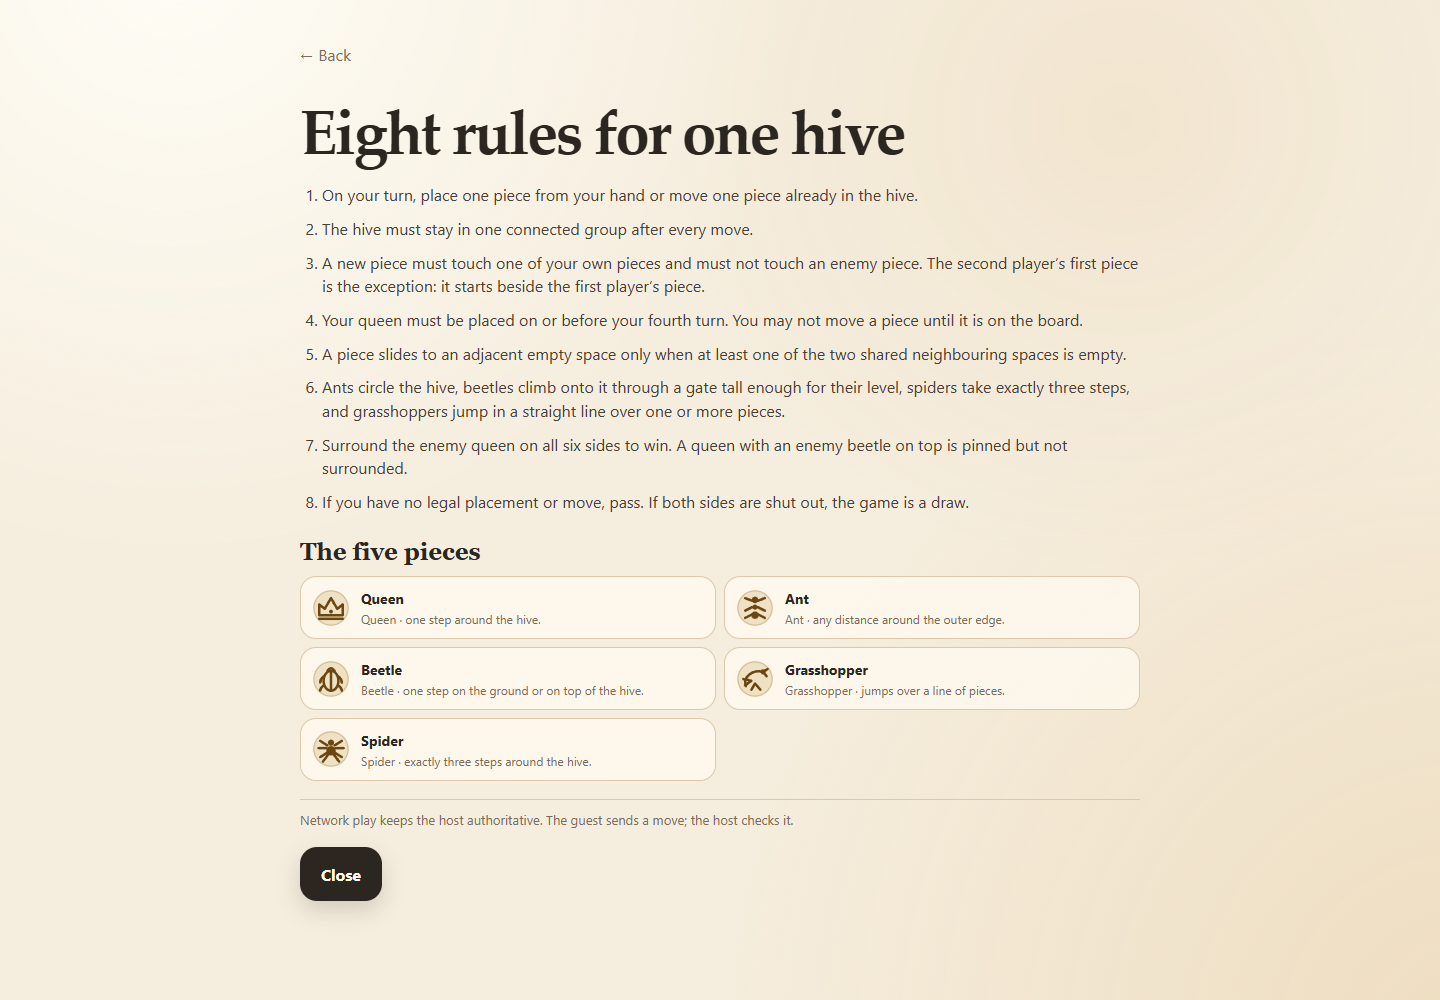 ← Back
Eight rules for one hive
1. On your turn, place one piece from your hand or move one piece already in the hive.
2. The hive must stay in one connected group after every move.
3. A new piece must touch one of your own pieces and must not touch an enemy piece. The second player’s first piece
is the exception: it starts beside the first player’s piece.
4. Your queen must be placed on or before your fourth turn. You may not move a piece until it is on the board.
5. A piece slides to an adjacent empty space only when at least one of the two shared neighbouring spaces is empty.
6. Ants circle the hive, beetles climb onto it through a gate tall enough for their level, spiders take exactly three steps,
and grasshoppers jump in a straight line over one or more pieces.
7. Surround the enemy queen on all six sides to win. A queen with an enemy beetle on top is pinned but not
surrounded.
8. If you have no legal placement or move, pass. If both sides are shut out, the game is a draw.
The five pieces
Queen
Queen · one step around the hive.
Ant
Ant · any distance around the outer edge.
Beetle
Beetle · one step on the ground or on top of the hive.
Grasshopper
Grasshopper · jumps over a line of pieces.
Spider
Spider · exactly three steps around the hive.
Network play keeps the host authoritative. The guest sends a move; the host checks it.
Close